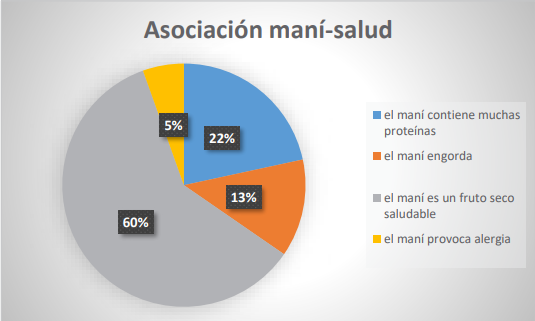 Asociación maní-salud
5%
22%
13%
60%
el maní contiene muchas
proteínas
el maní engorda
el maní es un fruto seco
saludable
el maní provoca alergia